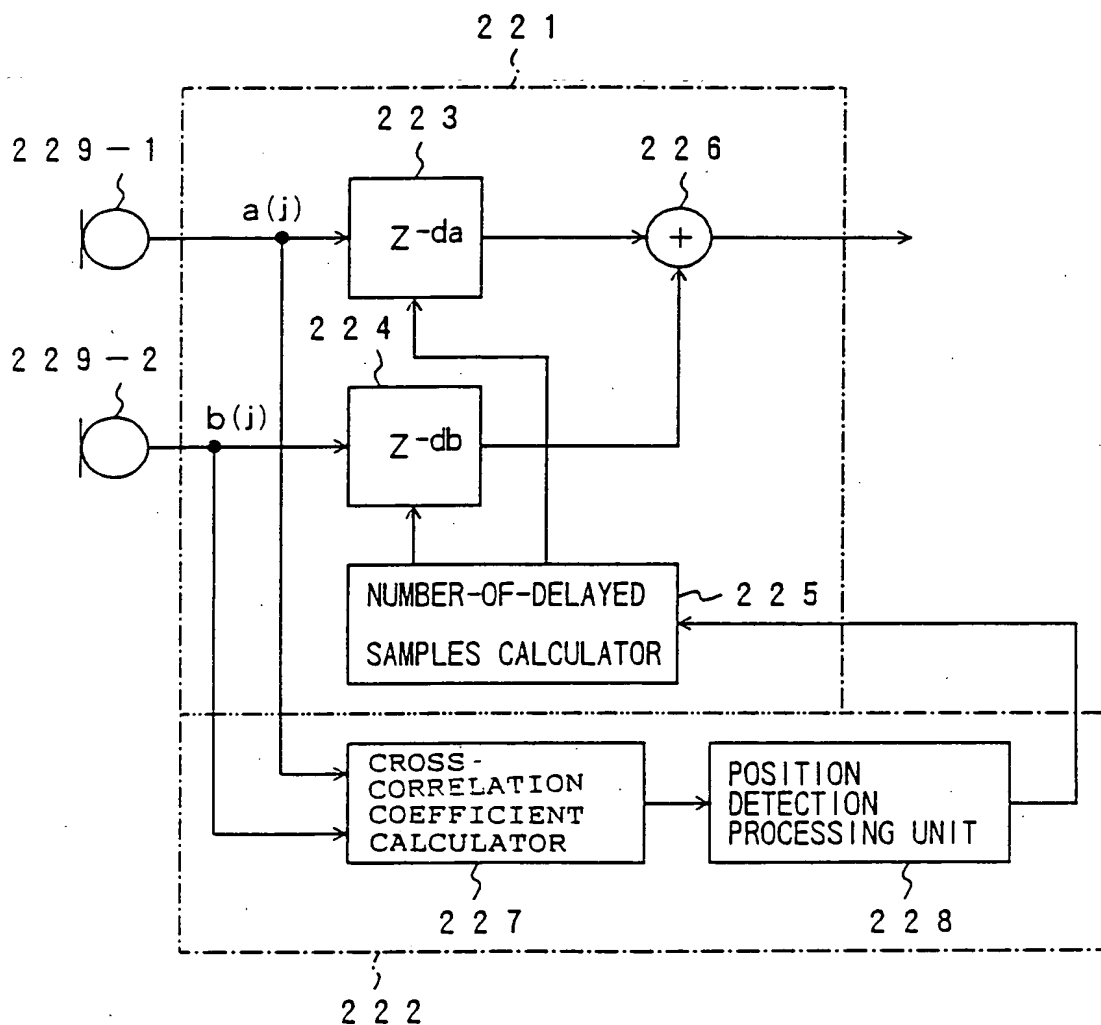 221
223
229-1
226
a(j)
Z-da
+
224
229-2
b(j)
Z-db
NUMBER-OF-DELAYED
SAMPLES CALCULATOR
225
CROSS-
CORRELATION
COEFFICIENT
CALCULATOR
POSITION
DETECTION
PROCESSING UNIT
227
228
222